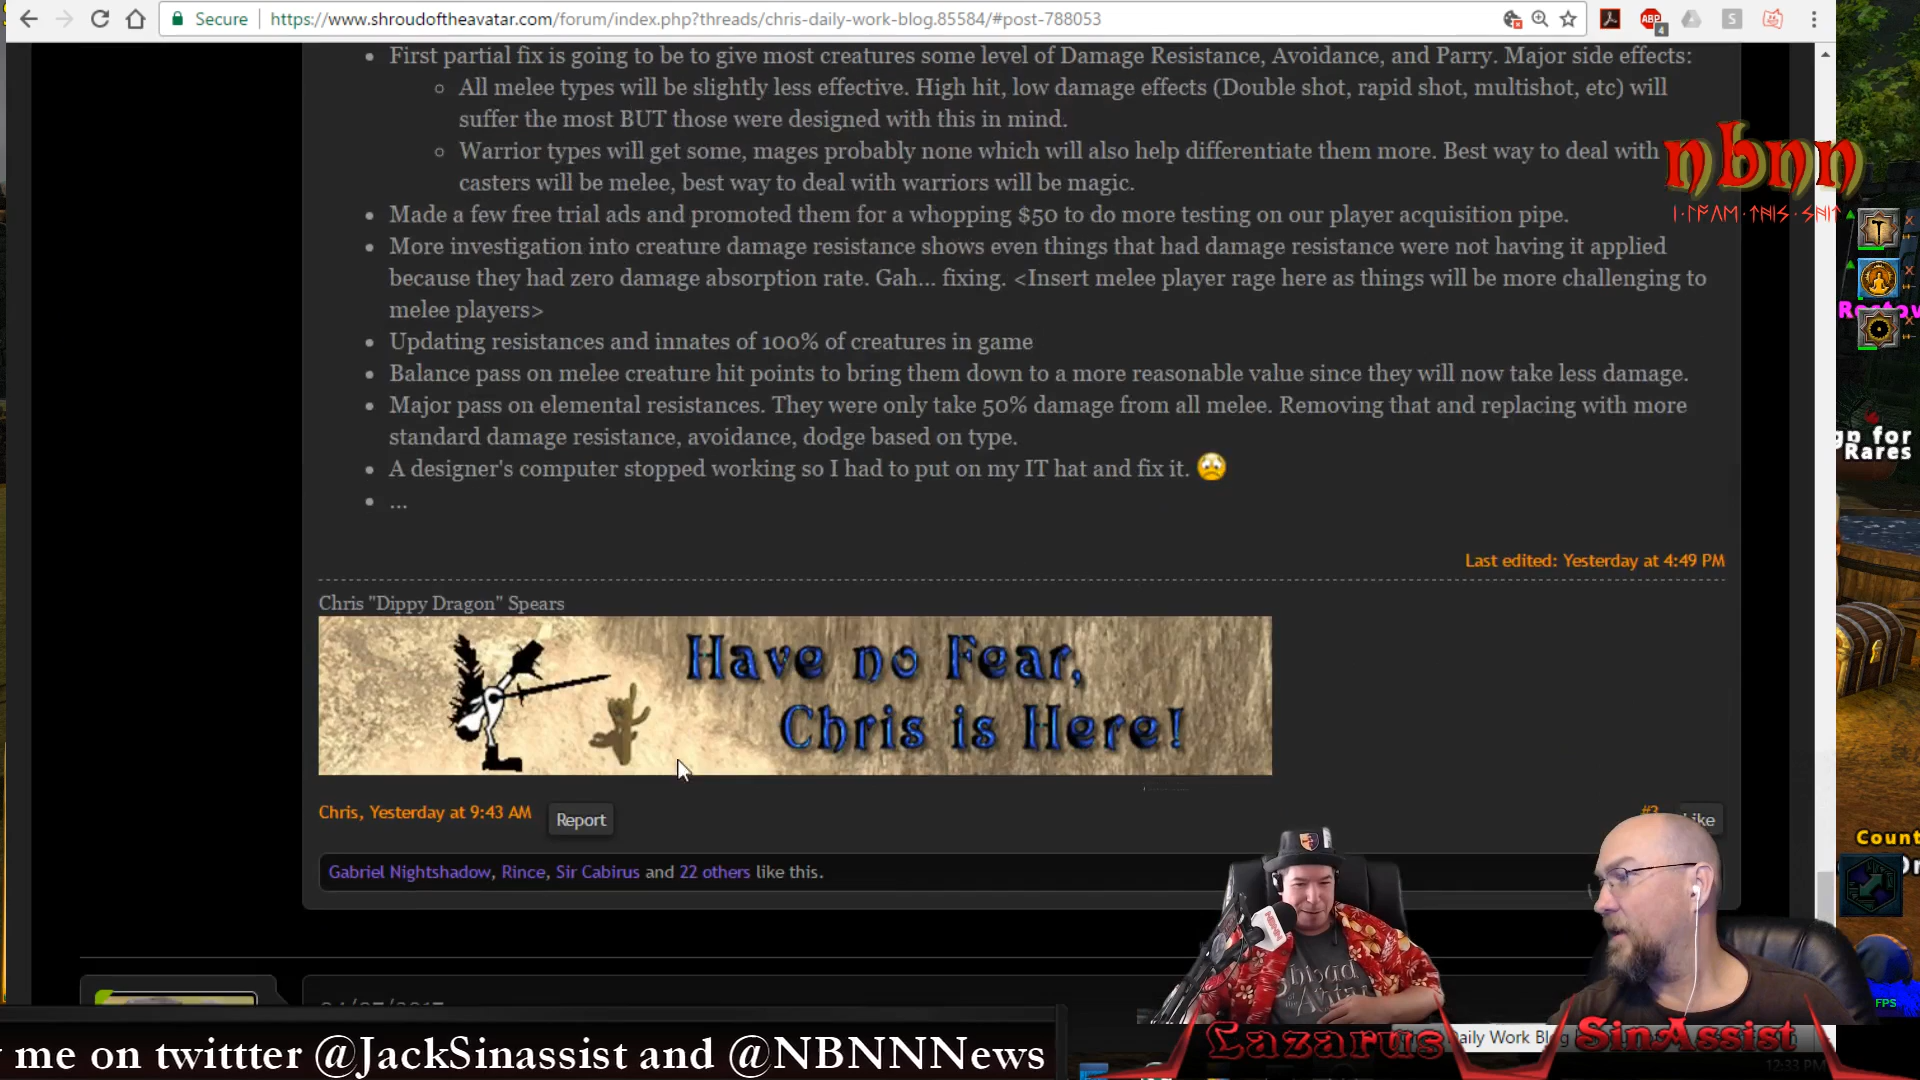 Secure https://www.shroudoftheavatar.com/forum/index.php?threads/chris-daily-work-blog.85584/#post-788053
ABP
4
S
First partial fix is going to be to give most creatures some level of Damage Resistance, Avoidance, and Parry. Major side effects:
All melee types will be slightly less effective. High hit, low damage effects (Double shot, rapid shot, multishot, etc) will
suffer the most BUT those were designed with this in mind.
Warrior types will get some, mages probably none which will also help differentiate them more. Best way to deal with
casters will be melee, best way to deal with warriors will be magic.
Made a few free trial ads and promoted them for a whopping $50 to do more testing on our player acquisition pipe.
More investigation into creature damage resistance shows even things that had damage resistance were not having it applied
because they had zero damage absorption rate. Gah... fixing. <Insert melee player rage here as things will be more challenging to
melee players>
Updating resistances and innates of 100% of creatures in game
Balance pass on melee creature hit points to bring them down to a more reasonable value since they will now take less damage.
Major pass on elemental resistances. They were only take 50% damage from all melee. Removing that and replacing with more
standard damage resistance, avoidance, dodge based on type.
A designer's computer stopped working so I had to put on my IT hat and fix it.
...
nbnn
ᛁ·ᛚᚩᚠᛖ·ᚦᛁᛋ·ᛋᚻᛁᛏ
gn for
Rares
Last edited: Yesterday at 4:49 PM
Chris "Dippy Dragon" Spears
Have no Fear,
Chris is Here!
Chris, Yesterday at 9:43 AM Report
#3 Like
Gabriel Nightshadow, Rince, Sir Cabirus and 22 others like this.
Count
FPS
NBNN
Lazarus
SinAssist
Daily Work Blog
me on twittter @JackSinassist and @NBNNNews
12:33 PM